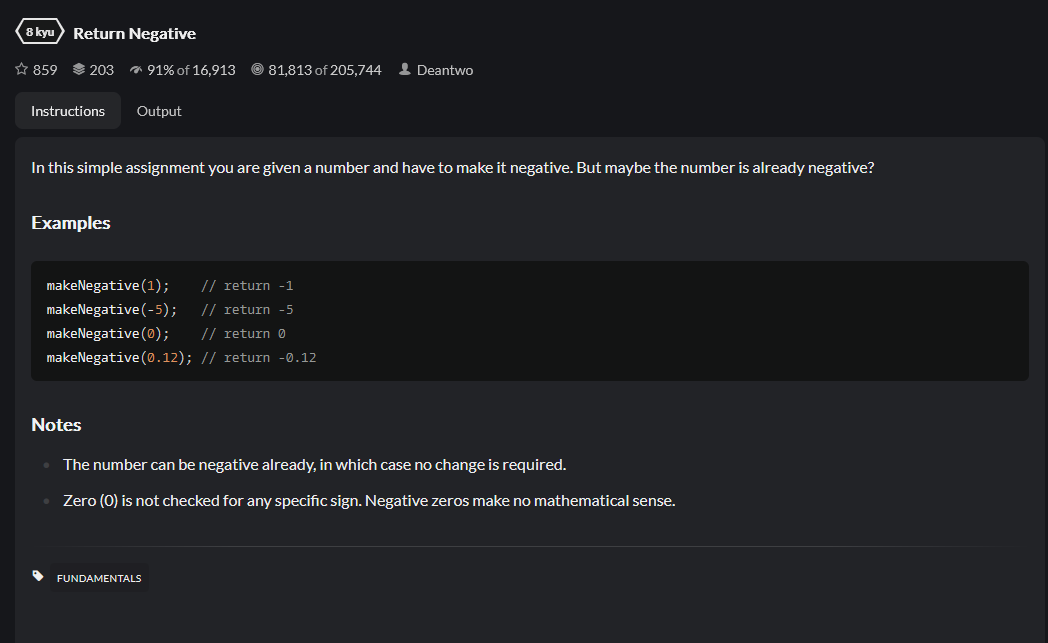 8 kyu Return Negative
859 203 91% of 16,913 81,813 of 205,744 Deantwo
Instructions Output
In this simple assignment you are given a number and have to make it negative. But maybe the number is already negative?
Examples
makeNegative(1);    // return -1
makeNegative(-5);   // return -5
makeNegative(0);    // return 0
makeNegative(0.12); // return -0.12
Notes
The number can be negative already, in which case no change is required.
Zero (0) is not checked for any specific sign. Negative zeros make no mathematical sense.
FUNDAMENTALS